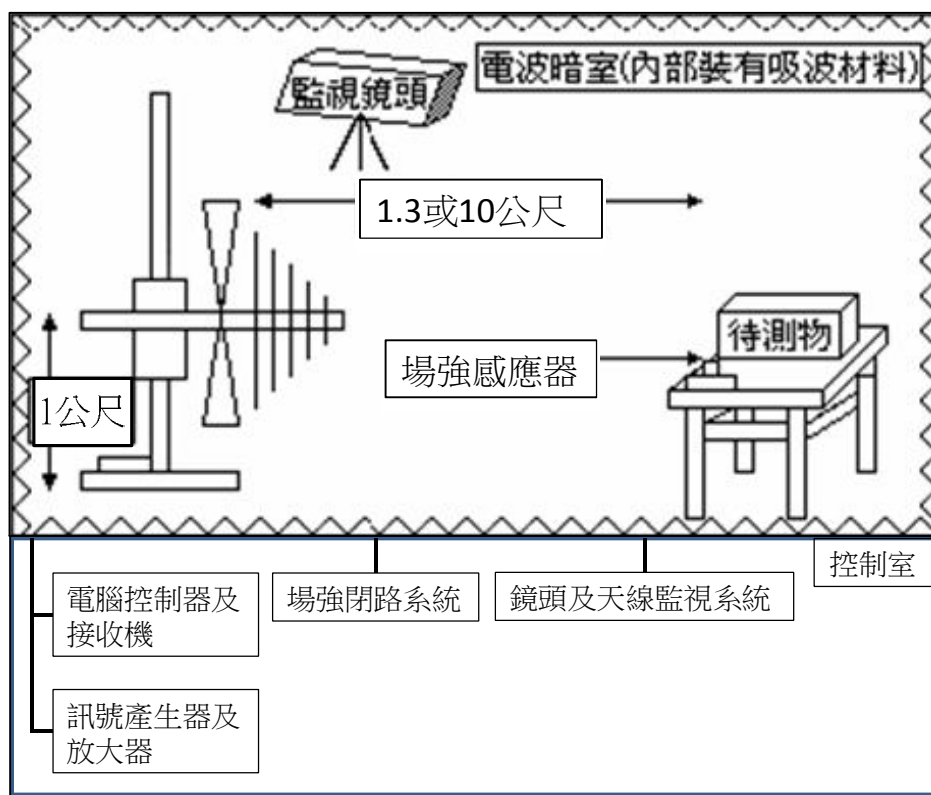 電波暗室(內部裝有吸波材料)
監視鏡頭
1.3或10公尺
待測物
場強感應器
1公尺
控制室
電腦控制器及
接收機
場強閉路系統
鏡頭及天線監視系統
訊號產生器及
放大器